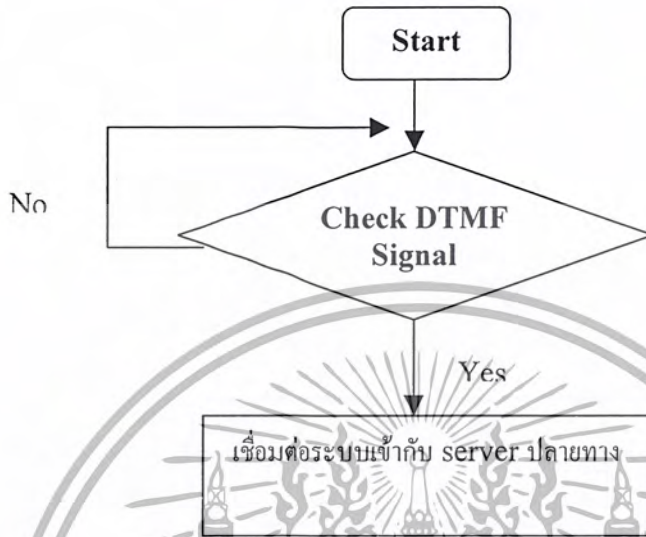 Start
No
Check DTMF
Signal
Yes
เชื่อมต่อระบบเข้ากับ server ปลายทาง